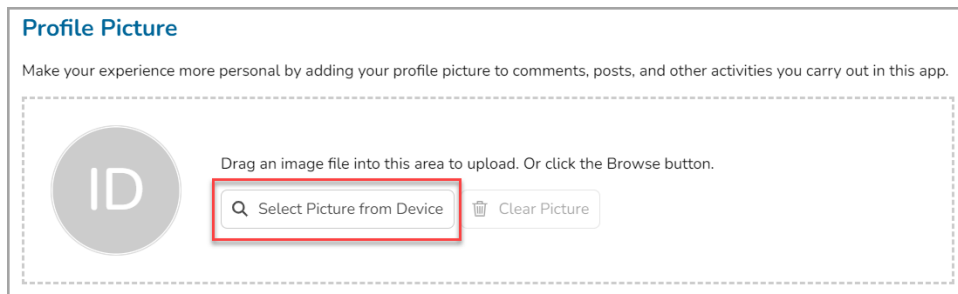 Profile Picture
Make your experience more personal by adding your profile picture to comments, posts, and other activities you carry out in this app.
ID
Drag an image file into this area to upload. Or click the Browse button.
Select Picture from Device
Clear Picture